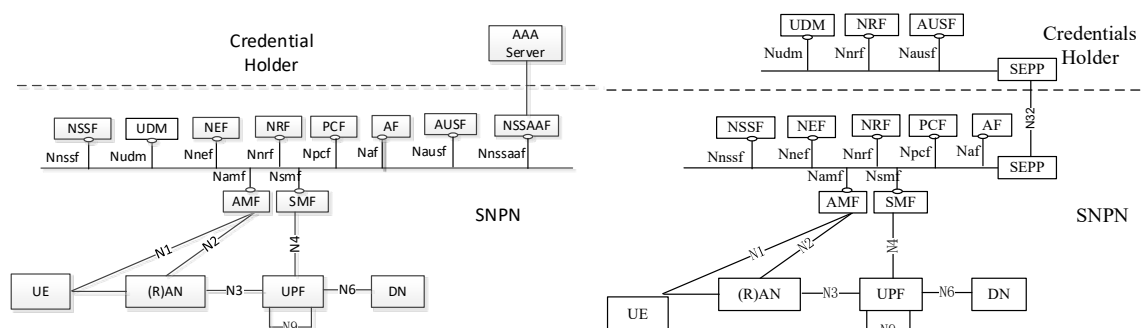 Credential
Holder
AAA
Server
NSSF
UDM
NEF
NRF
PCF
AF
AUSF
NSSAAF
Nnssf
Nudm
Nnef
Nnrf
Npcf
Naf
Nausf
Nnssaaf
Namf
Nsmf
AMF
SMF
SNPN
N1
N2
N4
UE
(R)AN
N3
UPF
N6
DN
N9
UDM
NRF
AUSF
Nudm
Nnrf
Nausf
Credentials
Holder
SEPP
N32
NSSF
NEF
NRF
PCF
AF
Nnssf
Nnef
Nnrf
Npcf
Naf
SEPP
Namf
Nsmf
AMF
SMF
SNPN
N1
N2
N4
UE
(R)AN
N3
UPF
N6
DN
N9